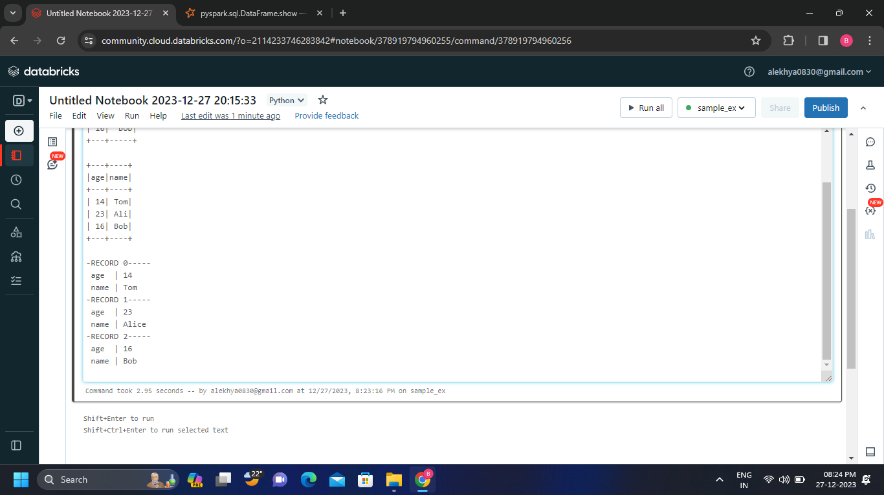 Untitled Notebook 2023-12-27
pyspark.sql.DataFrame.show —
community.cloud.databricks.com/?o=2114233746283842#notebook/378919794960255/command/378919794960256
B
databricks
alekhya0830@gmail.com
D
Untitled Notebook 2023-12-27 20:15:33 Python
Run all
sample_ex
Share
Publish
File Edit View Run Help Last edit was 1 minute ago Provide feedback
NEW
NEW
| 16| Bob|
+---+-----+
+---+----+
|age|name|
+---+----+
| 14| Tom|
| 23| Ali|
| 16| Bob|
+---+----+
-RECORD 0-----
age | 14
name | Tom
-RECORD 1-----
age | 23
name | Alice
-RECORD 2-----
age | 16
name | Bob
Command took 2.95 seconds -- by alekhya0830@gmail.com at 12/27/2023, 8:23:16 PM on sample_ex
Shift+Enter to run
Shift+Ctrl+Enter to run selected text
Search
22°
B
ENG
IN
08:24 PM
27-12-2023